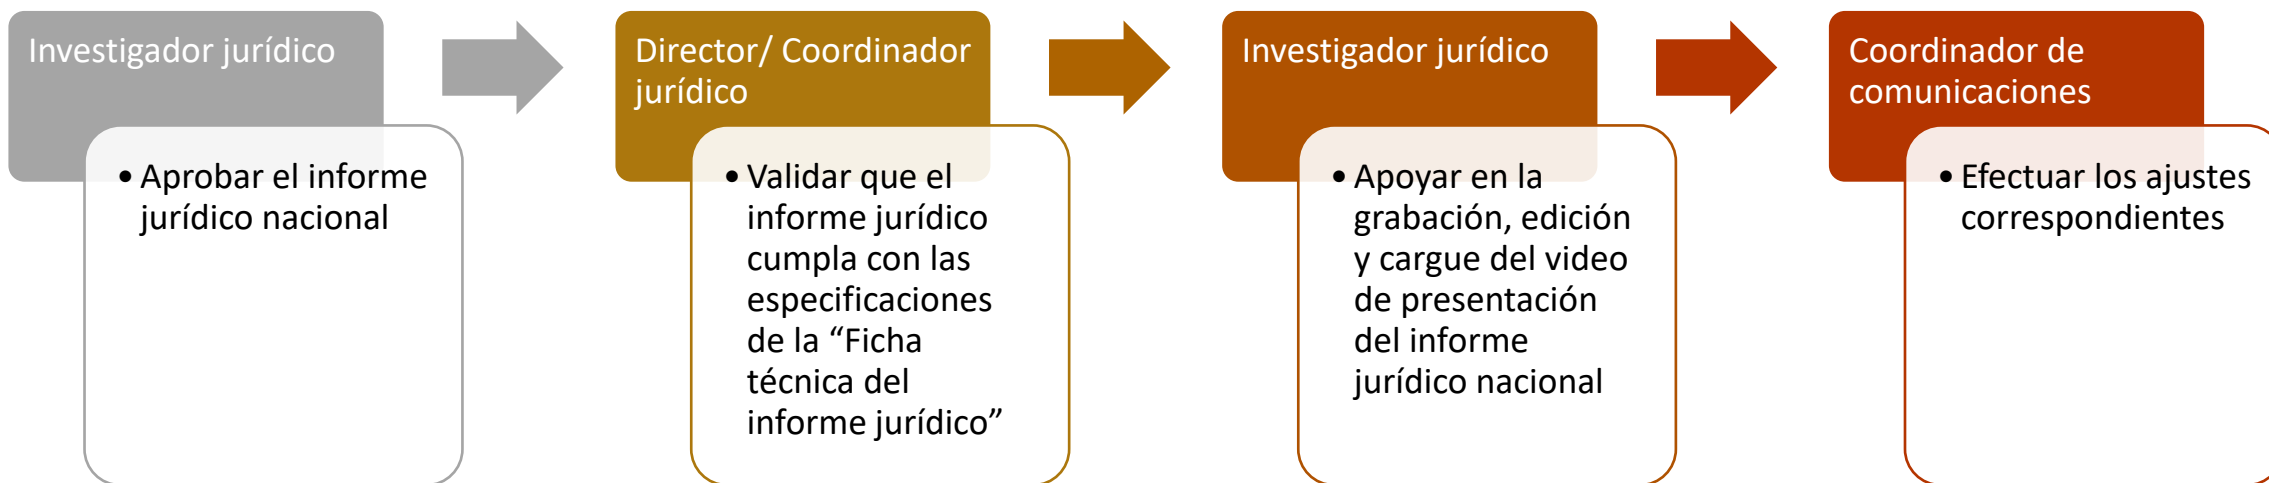 Investigador jurídico
• Aprobar el informe
jurídico nacional
Director/ Coordinador
jurídico
• Validar que el
informe jurídico
cumpla con las
especificaciones
de la “Ficha
técnica del
informe jurídico”
Investigador jurídico
• Apoyar en la
grabación, edición
y cargue del video
de presentación
del informe
jurídico nacional
Coordinador de
comunicaciones
• Efectuar los ajustes
correspondientes